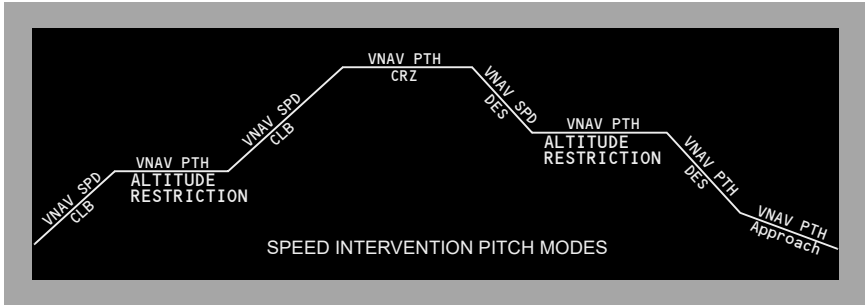 VNAV SPD
CLB
VNAV PTH
ALTITUDE
RESTRICTION
VNAV SPD
CLB
VNAV PTH
CRZ
VNAV SPD
DES
VNAV PTH
ALTITUDE
RESTRICTION
VNAV PTH
DES
VNAV PTH
Approach
SPEED INTERVENTION PITCH MODES